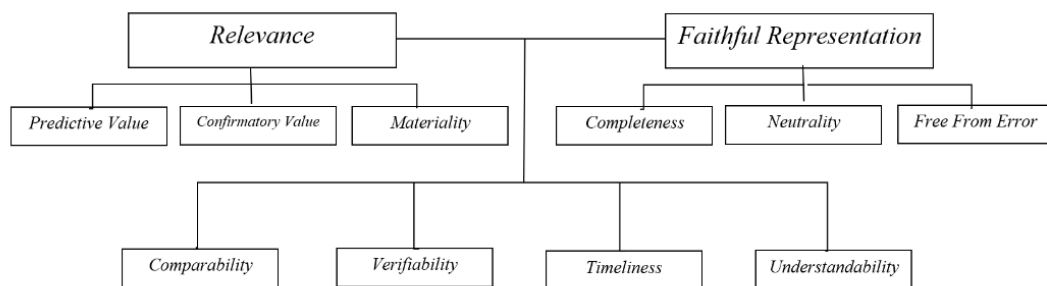 Relevance
Faithful Representation
Predictive Value
Confirmatory Value
Materiality
Completeness
Neutrality
Free From Error
Comparability
Verifiability
Timeliness
Understandability